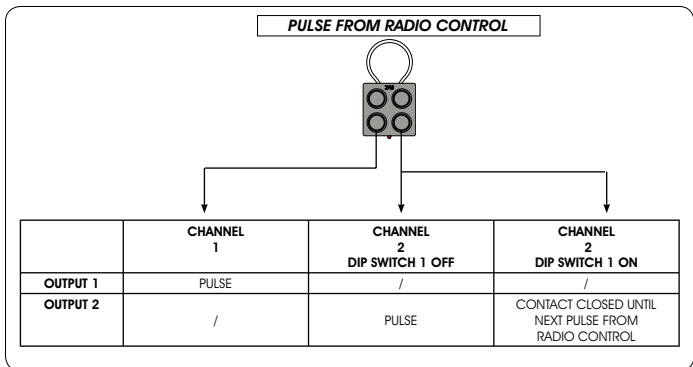 PULSE FROM RADIO CONTROL
CHANNEL
1
CHANNEL
2
DIP SWITCH 1 OFF
CHANNEL
2
DIP SWITCH 1 ON
OUTPUT 1
PULSE
/
/
OUTPUT 2
/
PULSE
CONTACT CLOSED UNTIL
NEXT PULSE FROM
RADIO CONTROL